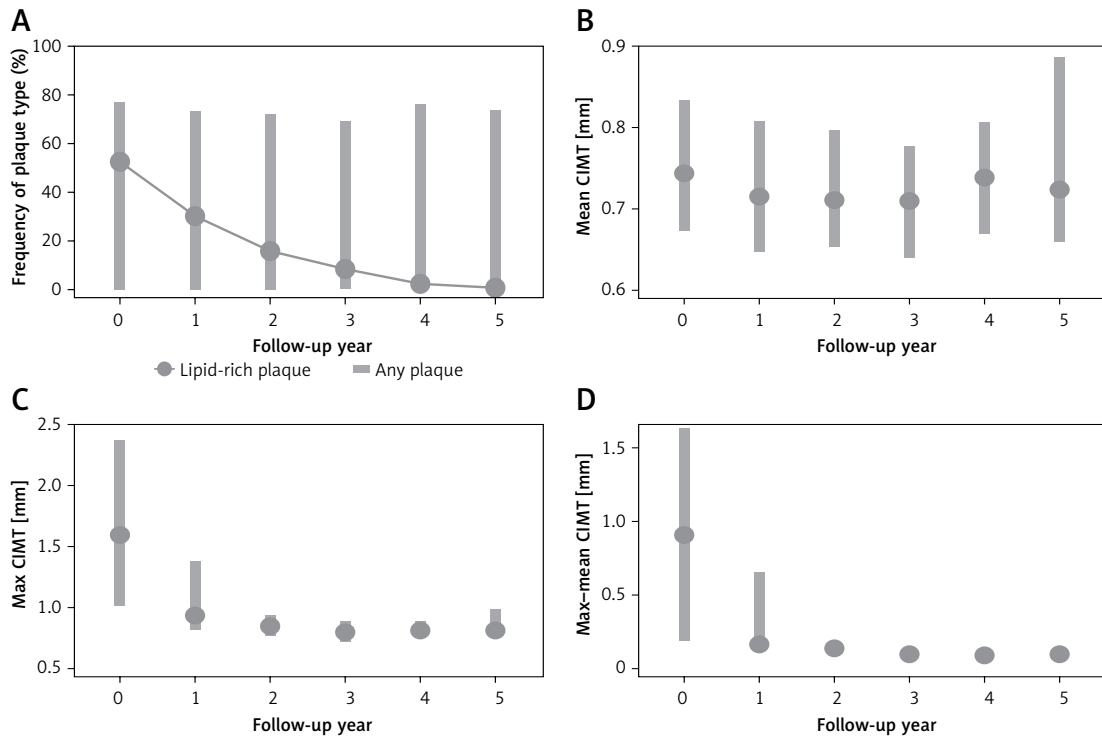 A
Frequency of plaque type (%)
100
80
60
40
20
0
0 1 2 3 4 5
Follow-up year
Lipid-rich plaque Any plaque
B
Mean CIMT [mm]
0.9
0.8
0.7
0.6
0 1 2 3 4 5
Follow-up year
C
Max CIMT [mm]
2.5
2.0
1.5
1.0
0.5
0 1 2 3 4 5
Follow-up year
D
Max–mean CIMT [mm]
1.5
1.0
0.5
0
0 1 2 3 4 5
Follow-up year